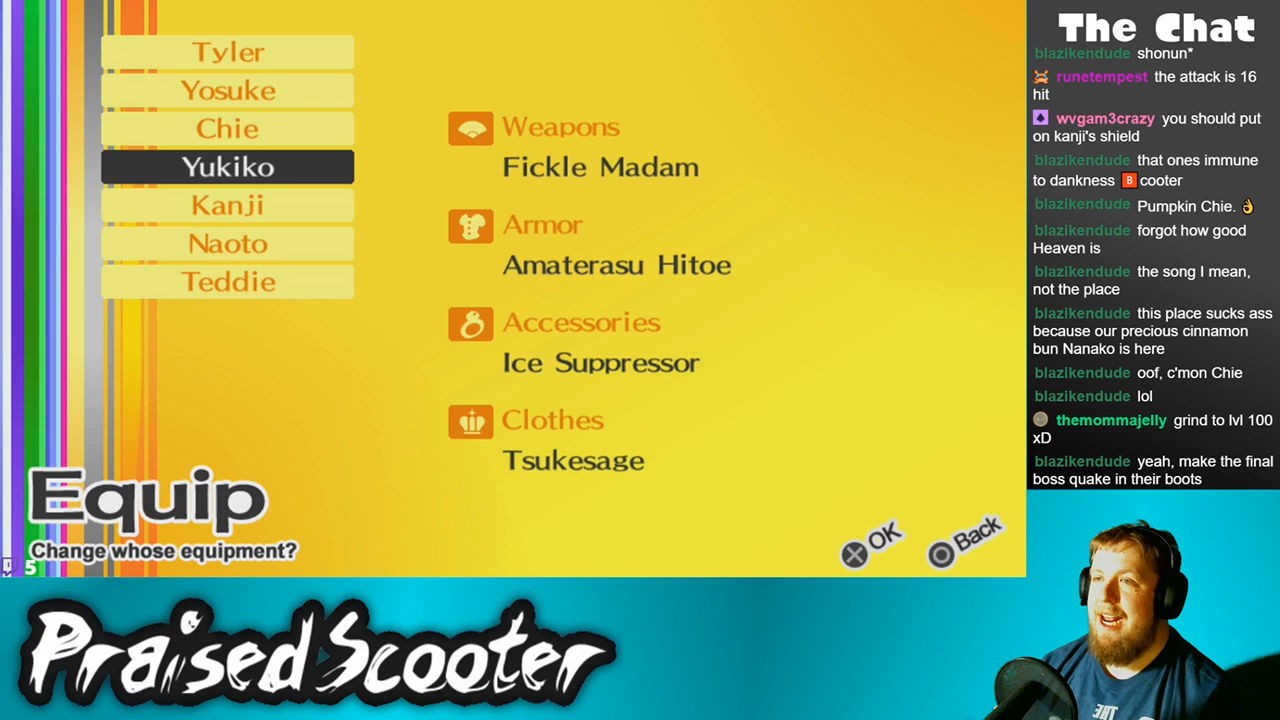 Tyler
Yosuke
Chie
Yukiko
Kanji
Naoto
Teddie
Weapons
Fickle Madam
Armor
Amaterasu Hitoe
Accessories
Ice Suppressor
Clothes
Tsukesage
Equip
Change whose equipment?
OK
Back
5
PraisedScooter
The Chat
blazikendude shonun*
runetempest the attack is 16
hit
wvgam3crazy you should put
on kanji's shield
blazikendude that ones immune
to dankness B cooter
blazikendude Pumpkin Chie. 👌
blazikendude forgot how good
Heaven is
blazikendude the song I mean,
not the place
blazikendude this place sucks ass
because our precious cinnamon
bun Nanako is here
blazikendude oof, c'mon Chie
blazikendude lol
themommajelly grind to lvl 100
xD
blazikendude yeah, make the final
boss quake in their boots